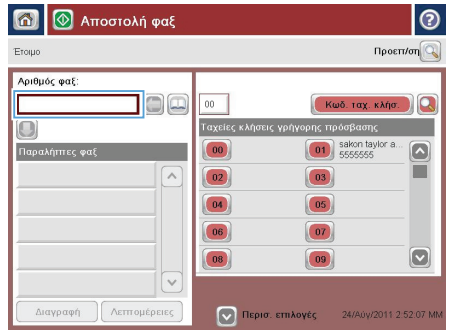 Αποστολή φαξ
Έτοιμο
Προεπ/ση
Αριθμός φαξ:
00
Κωδ. ταχ. κλήσ.
Ταχείες κλήσεις γρήγορης πρόσβασης
Παραλήπτες φαξ
00
01 sakon taylor a...
5555555
02
03
04
05
06
07
08
09
Διαγραφή
Λεπτομέρειες
Περισ. επιλογές
24/Αύγ/2011 2:52:07 MM